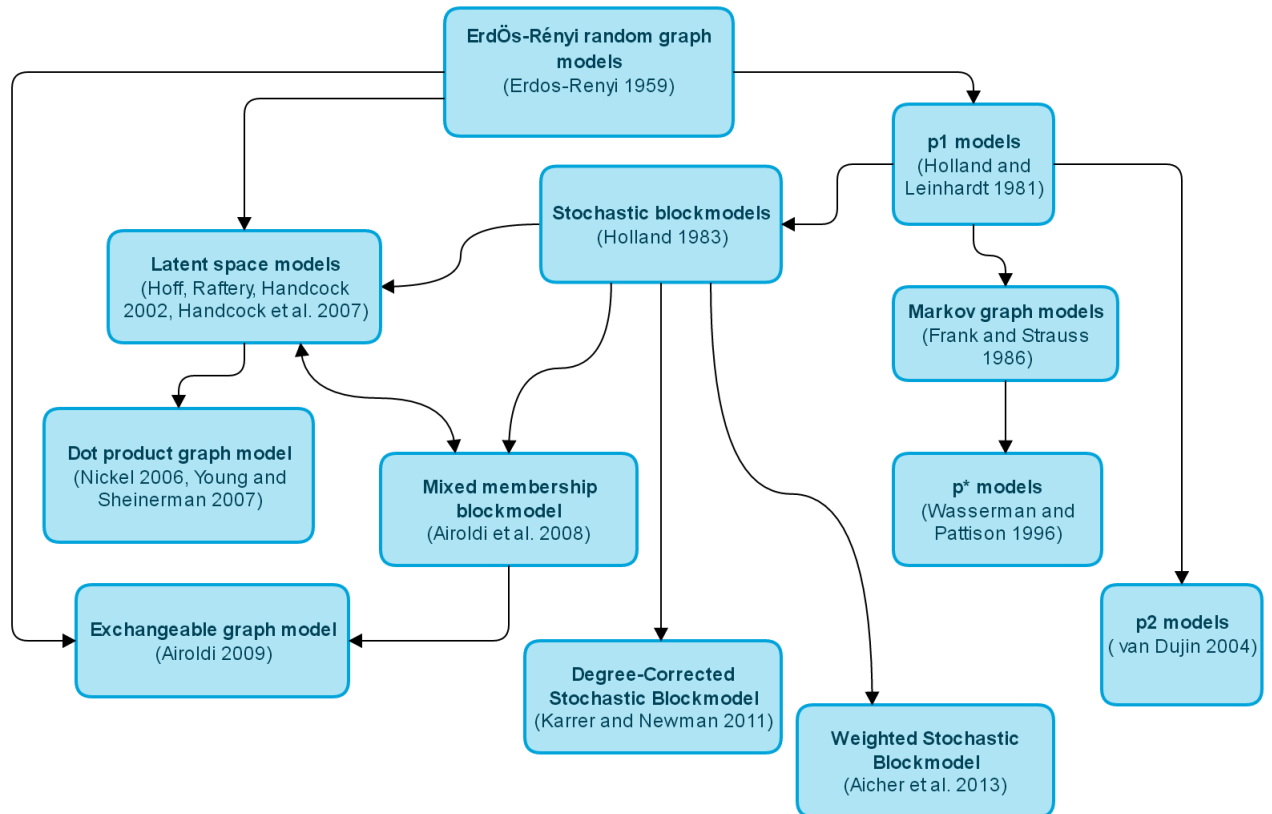 ErdÖs-Rényi random graph
models
(Erdos-Renyi 1959)
p1 models
(Holland and
Leinhardt 1981)
Stochastic blockmodels
(Holland 1983)
Latent space models
(Hoff, Raftery, Handcock
2002, Handcock et al. 2007)
Markov graph models
(Frank and Strauss
1986)
Dot product graph model
(Nickel 2006, Young and
Sheinerman 2007)
Mixed membership
blockmodel
(Airoldi et al. 2008)
p* models
(Wasserman and
Pattison 1996)
Exchangeable graph model
(Airoldi 2009)
p2 models
( van Dujin 2004)
Degree-Corrected
Stochastic Blockmodel
(Karrer and Newman 2011)
Weighted Stochastic
Blockmodel
(Aicher et al. 2013)